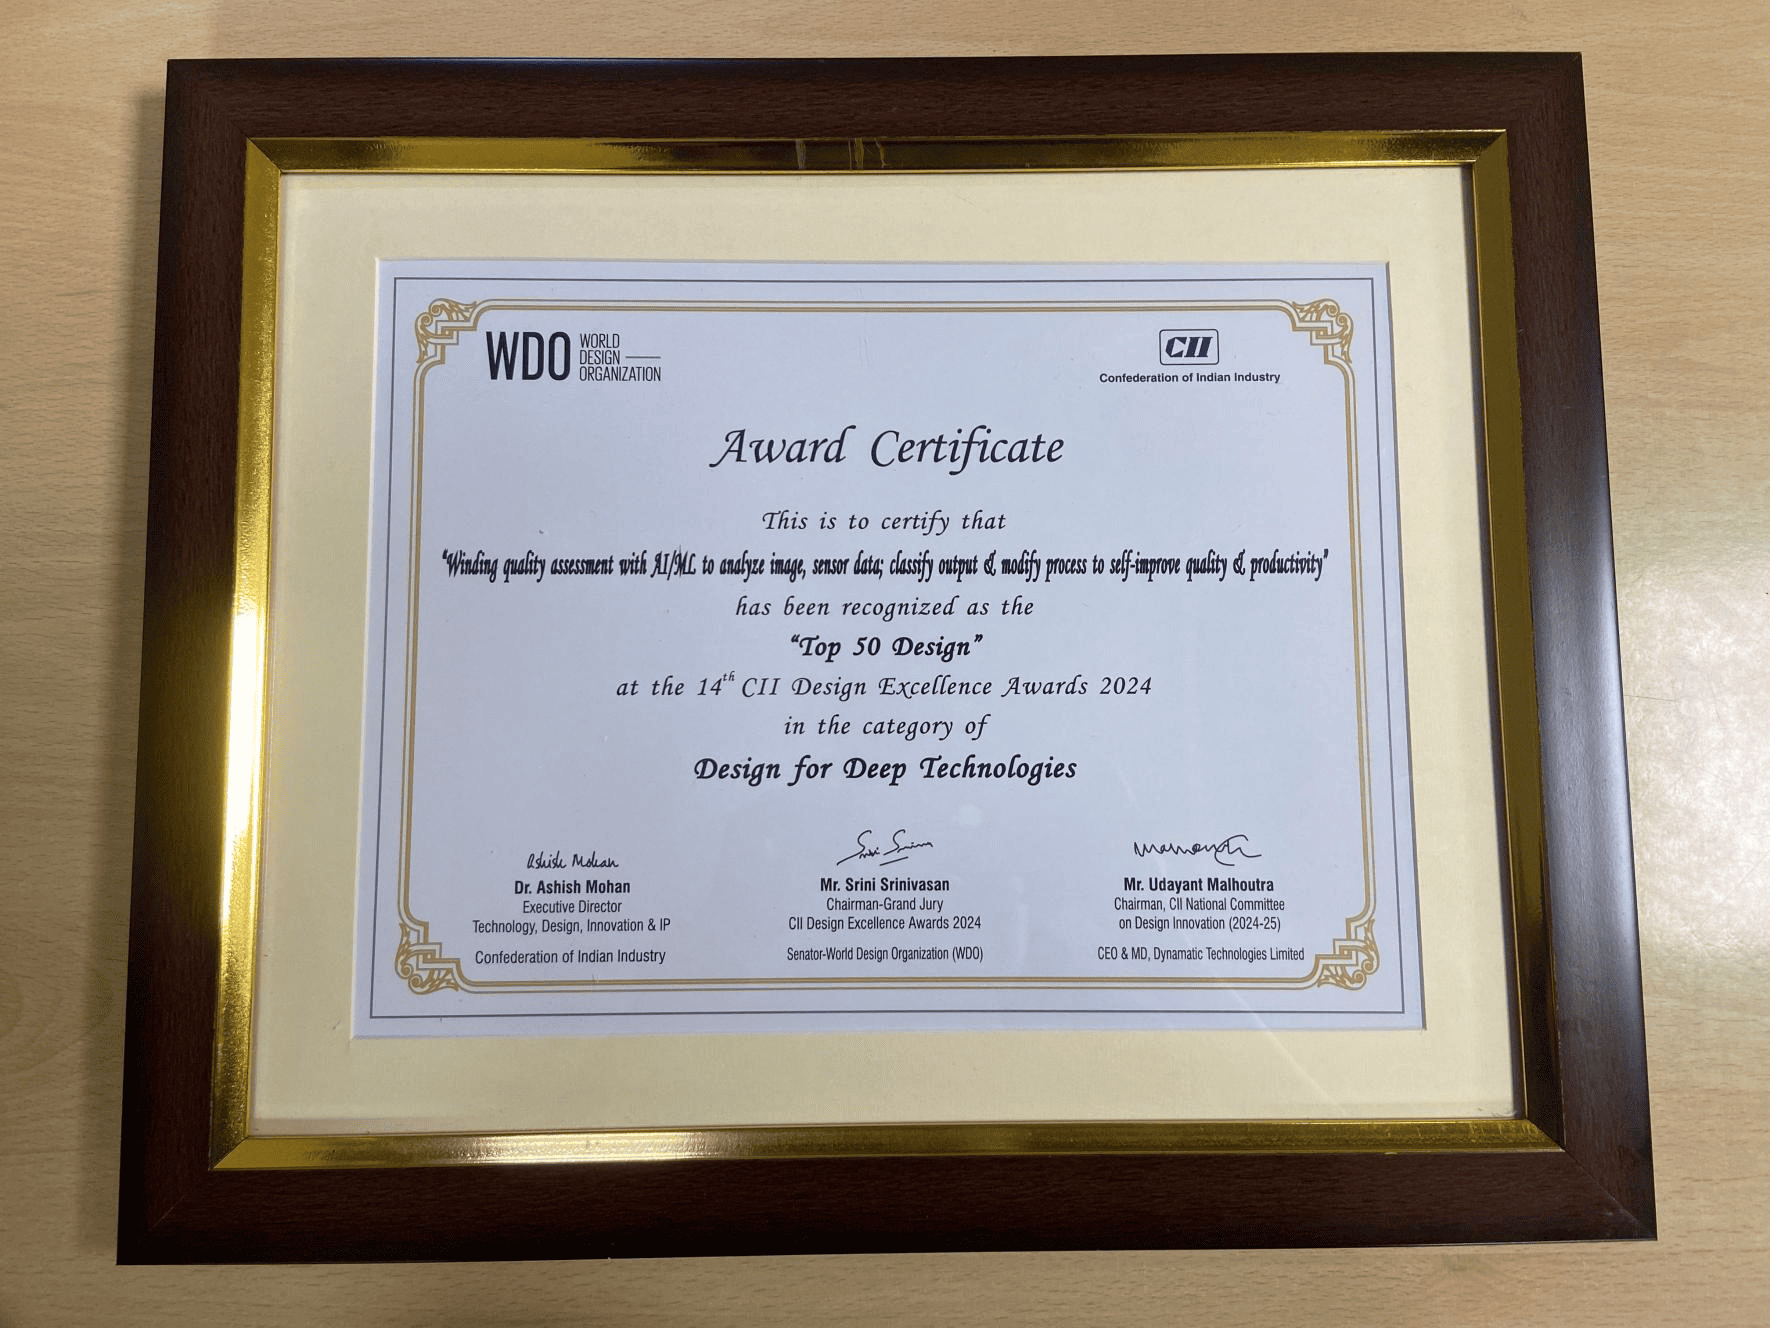 WDO WORLD
DESIGN
ORGANIZATION
CII
Confederation of Indian Industry
Award Certificate
This is to certify that
“Winding quality assessment with AI/ML to analyze image, sensor data; classify output & modify process to self-improve quality & productivity”
has been recognized as the
“Top 50 Design”
at the 14th CII Design Excellence Awards 2024
in the category of
Design for Deep Technologies
Ashish Mohan
Dr. Ashish Mohan
Executive Director
Technology, Design, Innovation & IP
Confederation of Indian Industry
Srini Srinivasan
Mr. Srini Srinivasan
Chairman-Grand Jury
CII Design Excellence Awards 2024
Senator-World Design Organization (WDO)
Mr. Udayant Malhoutra
Chairman, CII National Committee
on Design Innovation (2024-25)
CEO & MD, Dynamatic Technologies Limited